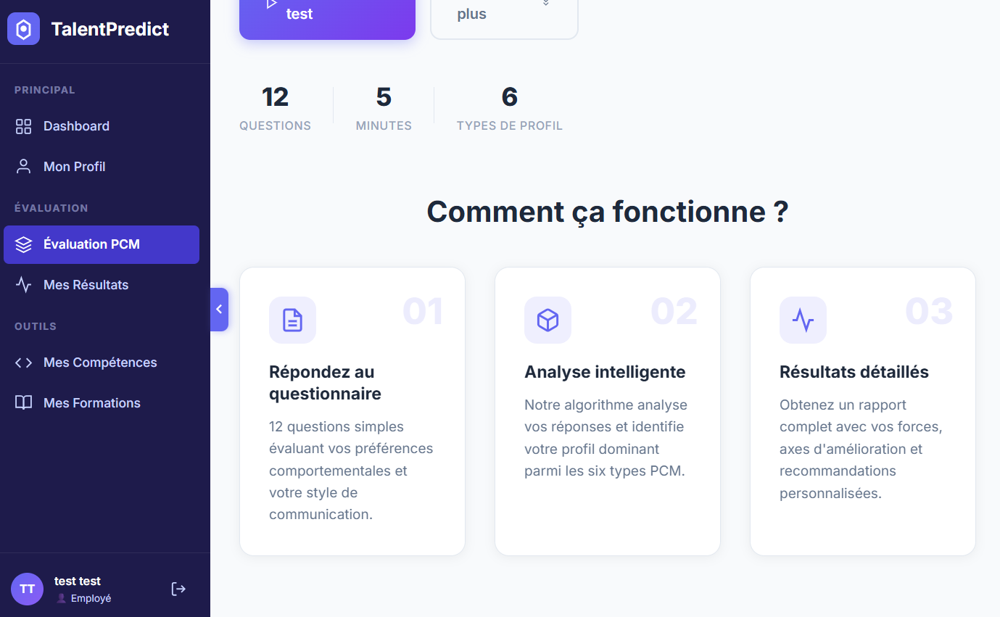 TalentPredict
PRINCIPAL
Dashboard
Mon Profil
ÉVALUATION
Évaluation PCM
Mes Résultats
OUTILS
Mes Compétences
Mes Formations
TT
test test
Employé
test
plus
12
QUESTIONS
5
MINUTES
6
TYPES DE PROFIL
Comment ça fonctionne ?
01
Répondez au
questionnaire
12 questions simples
évaluant vos préférences
comportementales et
votre style de
communication.
02
Analyse intelligente
Notre algorithme analyse
vos réponses et identifie
votre profil dominant
parmi les six types PCM.
03
Résultats détaillés
Obtenez un rapport
complet avec vos forces,
axes d'amélioration et
recommandations
personnalisées.